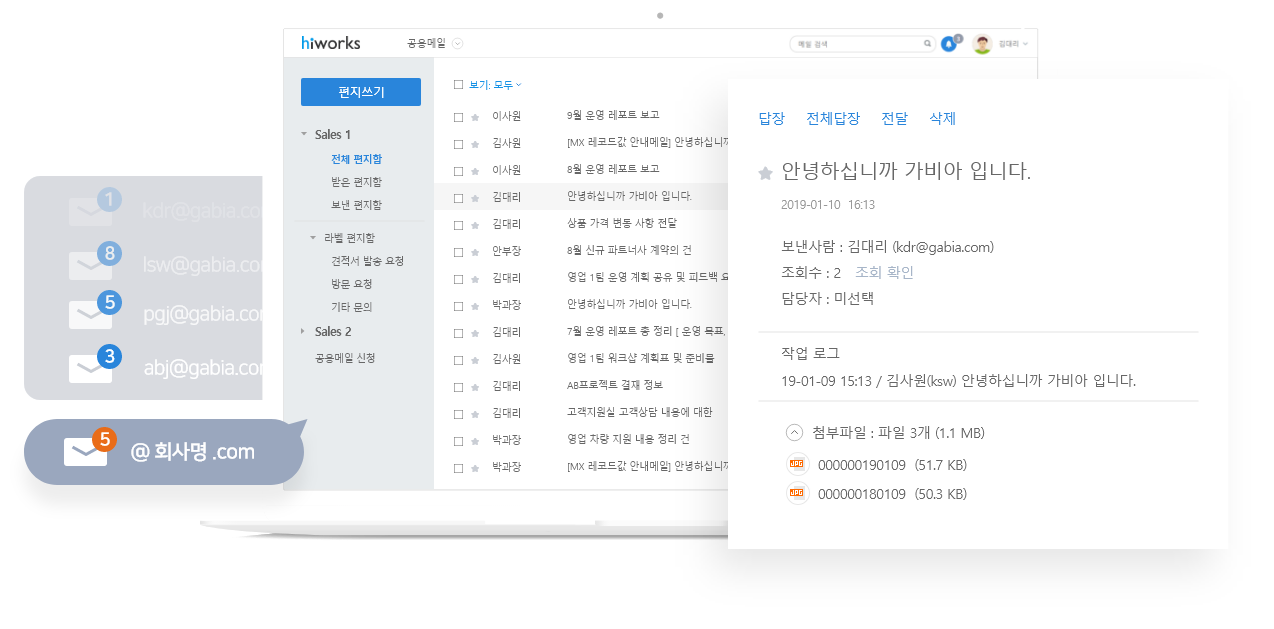 hiworks 공용메일
메일 검색
3
김대리
편지쓰기
Sales 1
전체 편지함
받은 편지함
보낸 편지함
라벨 편지함
견적서 발송 요청
방문 요청
기타 문의
Sales 2
공용메일 신청
보기: 모두
이사원 9월 운영 레포트 보고
김사원 [MX 레코드값 안내메일] 안녕하십니까
이사원 8월 운영 레포트 보고
김대리 안녕하십니까 가비아 입니다.
김대리 상품 가격 변동 사항 전달
안부장 8월 신규 파트너사 계약의 건
김대리 영업 1팀 운영 계획 공유 및 피드백 요
박과장 안녕하십니까 가비아 입니다.
김대리 7월 운영 레포트 총 정리 [ 운영 목표,
김사원 영업 1팀 워크샵 계획표 및 준비물
김대리 AB프로젝트 결재 정보
김대리 고객지원실 고객상담 내용에 대한
박과장 영업 차량 지원 내용 정리 건
박과장 [MX 레코드값 안내메일] 안녕하십니까
1 kdr@gabia.com
8 lsw@gabia.com
5 pgj@gabia.com
3 abj@gabia.com
5 @ 회사명 .com
답장 전체답장 전달 삭제
안녕하십니까 가비아 입니다.
2019-01-10 16:13
보낸사람 : 김대리 (kdr@gabia.com)
조회수 : 2 조회 확인
담당자 : 미선택
작업 로그
19-01-09 15:13 / 김사원(ksw) 안녕하십니까 가비아 입니다.
첨부파일 : 파일 3개 (1.1 MB)
JPG 000000190109 (51.7 KB)
JPG 000000180109 (50.3 KB)